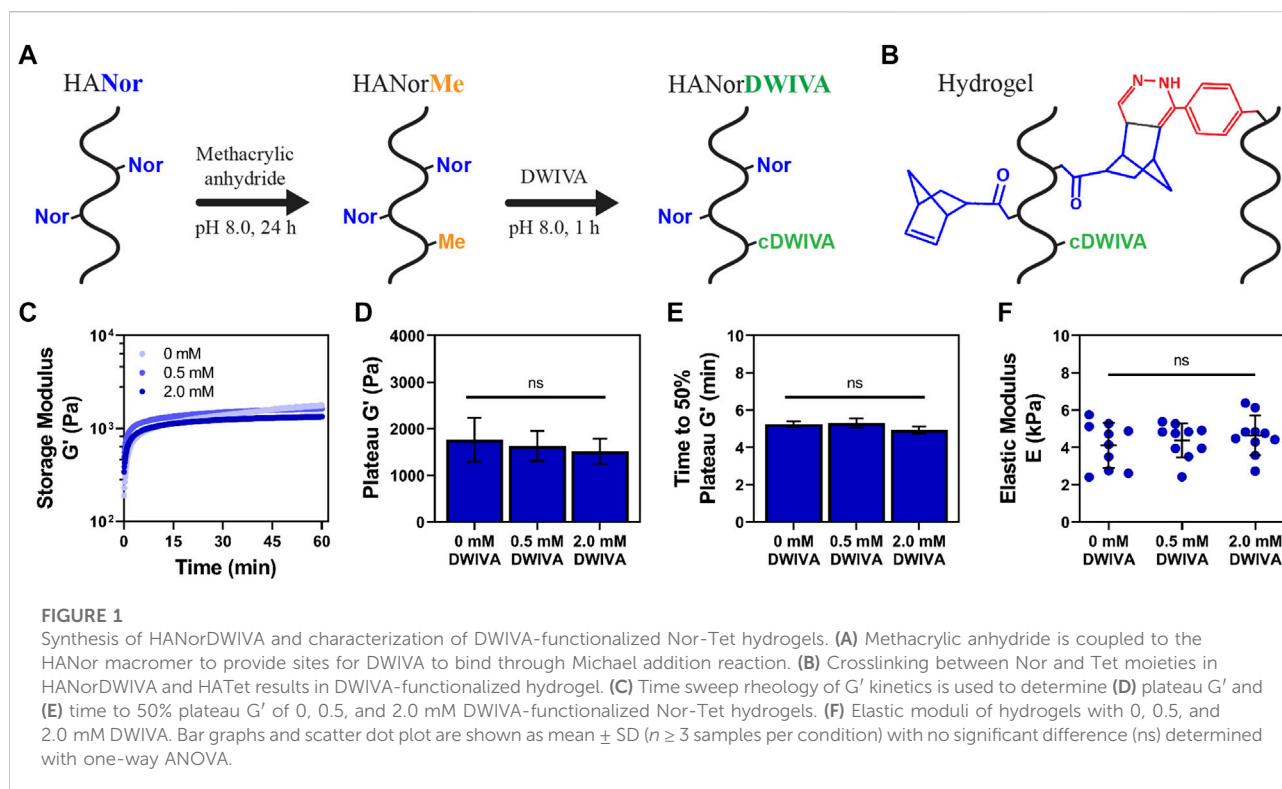 A
HANor
Nor
Nor
Methacrylic
anhydride
pH 8.0, 24 h
HANorMe
Nor
Nor
Me
DWIVA
pH 8.0, 1 h
HANorDWIVA
Nor
Nor
cDWIVA
B
Hydrogel
N
NH
O
O
cDWIVA
C
Storage Modulus
G' (Pa)
10⁴
10³
10²
0 mM
0.5 mM
2.0 mM
0 15 30 45 60
Time (min)
D
Plateau G' (Pa)
4000
3000
2000
1000
0
ns
0 mM 0.5 mM 2.0 mM
DWIVA DWIVA DWIVA
E
Time to 50%
Plateau G' (min)
10
8
6
4
2
0
ns
0 mM 0.5 mM 2.0 mM
DWIVA DWIVA DWIVA
F
Elastic Modulus
E (kPa)
10
8
6
4
2
0
ns
0 mM 0.5 mM 2.0 mM
DWIVA DWIVA DWIVA
FIGURE 1
Synthesis of HANorDWIVA and characterization of DWIVA-functionalized Nor-Tet hydrogels. (A) Methacrylic anhydride is coupled to the
HANor macromer to provide sites for DWIVA to bind through Michael addition reaction. (B) Crosslinking between Nor and Tet moieties in
HANorDWIVA and HATet results in DWIVA-functionalized hydrogel. (C) Time sweep rheology of G′ kinetics is used to determine (D) plateau G′ and
(E) time to 50% plateau G′ of 0, 0.5, and 2.0 mM DWIVA-functionalized Nor-Tet hydrogels. (F) Elastic moduli of hydrogels with 0, 0.5, and
2.0 mM DWIVA. Bar graphs and scatter dot plot are shown as mean ± SD (n ≥ 3 samples per condition) with no significant difference (ns) determined
with one-way ANOVA.